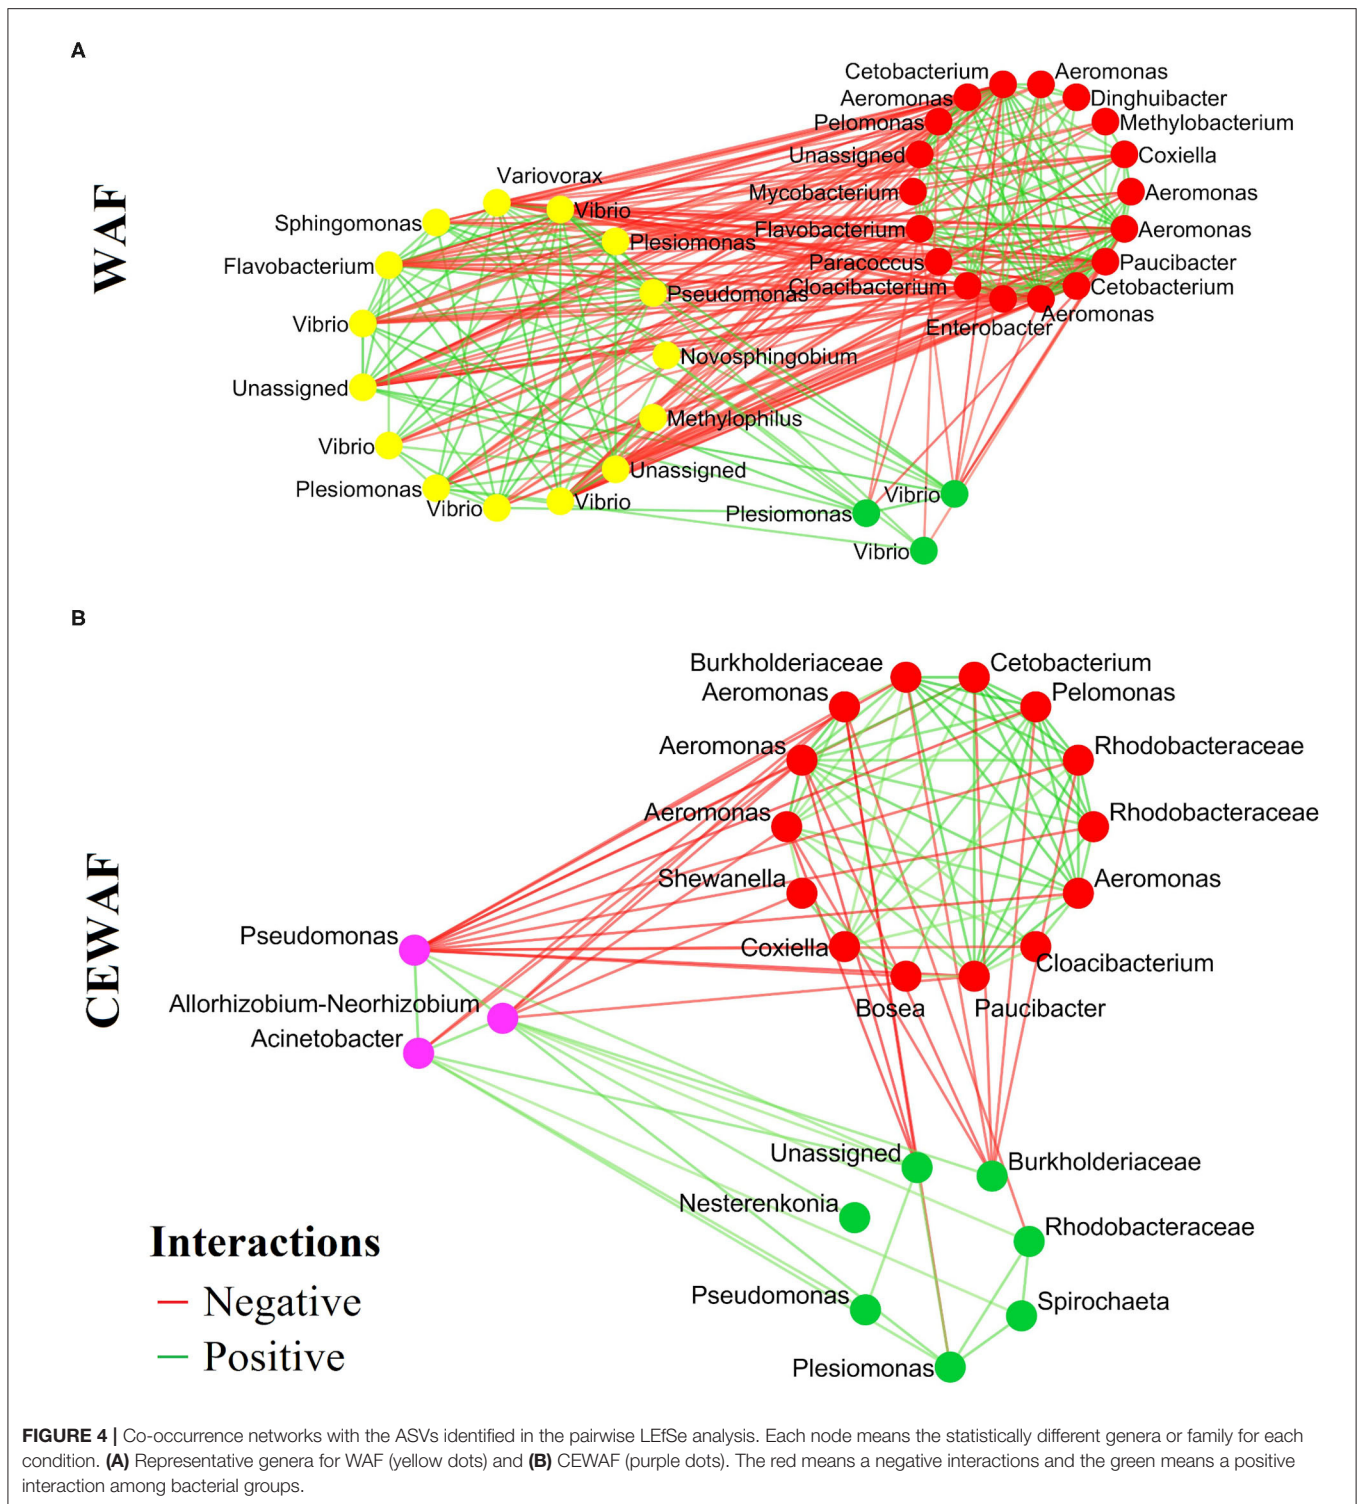 A
WAF
Cetobacterium
Aeromonas
Aeromonas
Dinghuibacter
Pelomonas
Methylobacterium
Unassigned
Coxiella
Mycobacterium
Aeromonas
Flavobacterium
Aeromonas
Paracoccus
Paucibacter
Cloacibacterium
Cetobacterium
Enterobacter
Aeromonas
Variovorax
Vibrio
Sphingomonas
Plesiomonas
Flavobacterium
Pseudomonas
Vibrio
Novosphingobium
Unassigned
Methylophilus
Vibrio
Unassigned
Plesiomonas
Vibrio
Vibrio
Vibrio
Plesiomonas
Vibrio
B
CEWAF
Burkholderiaceae
Cetobacterium
Aeromonas
Pelomonas
Aeromonas
Rhodobacteraceae
Aeromonas
Rhodobacteraceae
Shewanella
Aeromonas
Coxiella
Cloacibacterium
Bosea
Paucibacter
Pseudomonas
Allorhizobium-Neorhizobium
Acinetobacter
Unassigned
Burkholderiaceae
Nesterenkonia
Rhodobacteraceae
Pseudomonas
Spirochaeta
Plesiomonas
Interactions
Negative
Positive
FIGURE 4 | Co-occurrence networks with the ASVs identified in the pairwise LEfSe analysis. Each node means the statistically different genera or family for each
condition. (A) Representative genera for WAF (yellow dots) and (B) CEWAF (purple dots). The red means a negative interactions and the green means a positive
interaction among bacterial groups.